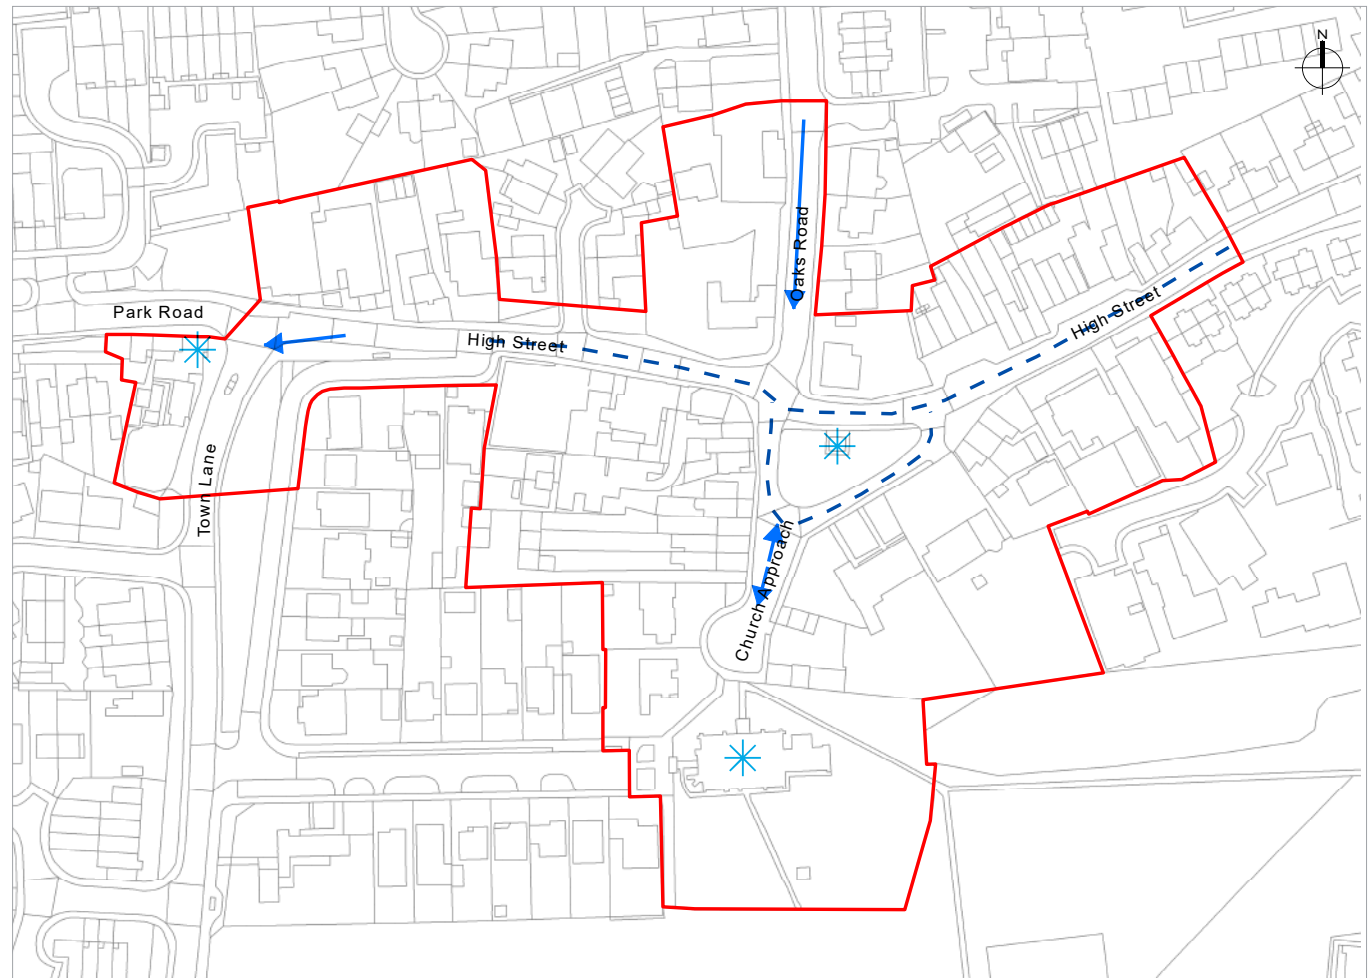 N
Oaks Road
Park Road
High Street
High Street
Town Lane
Church Approach